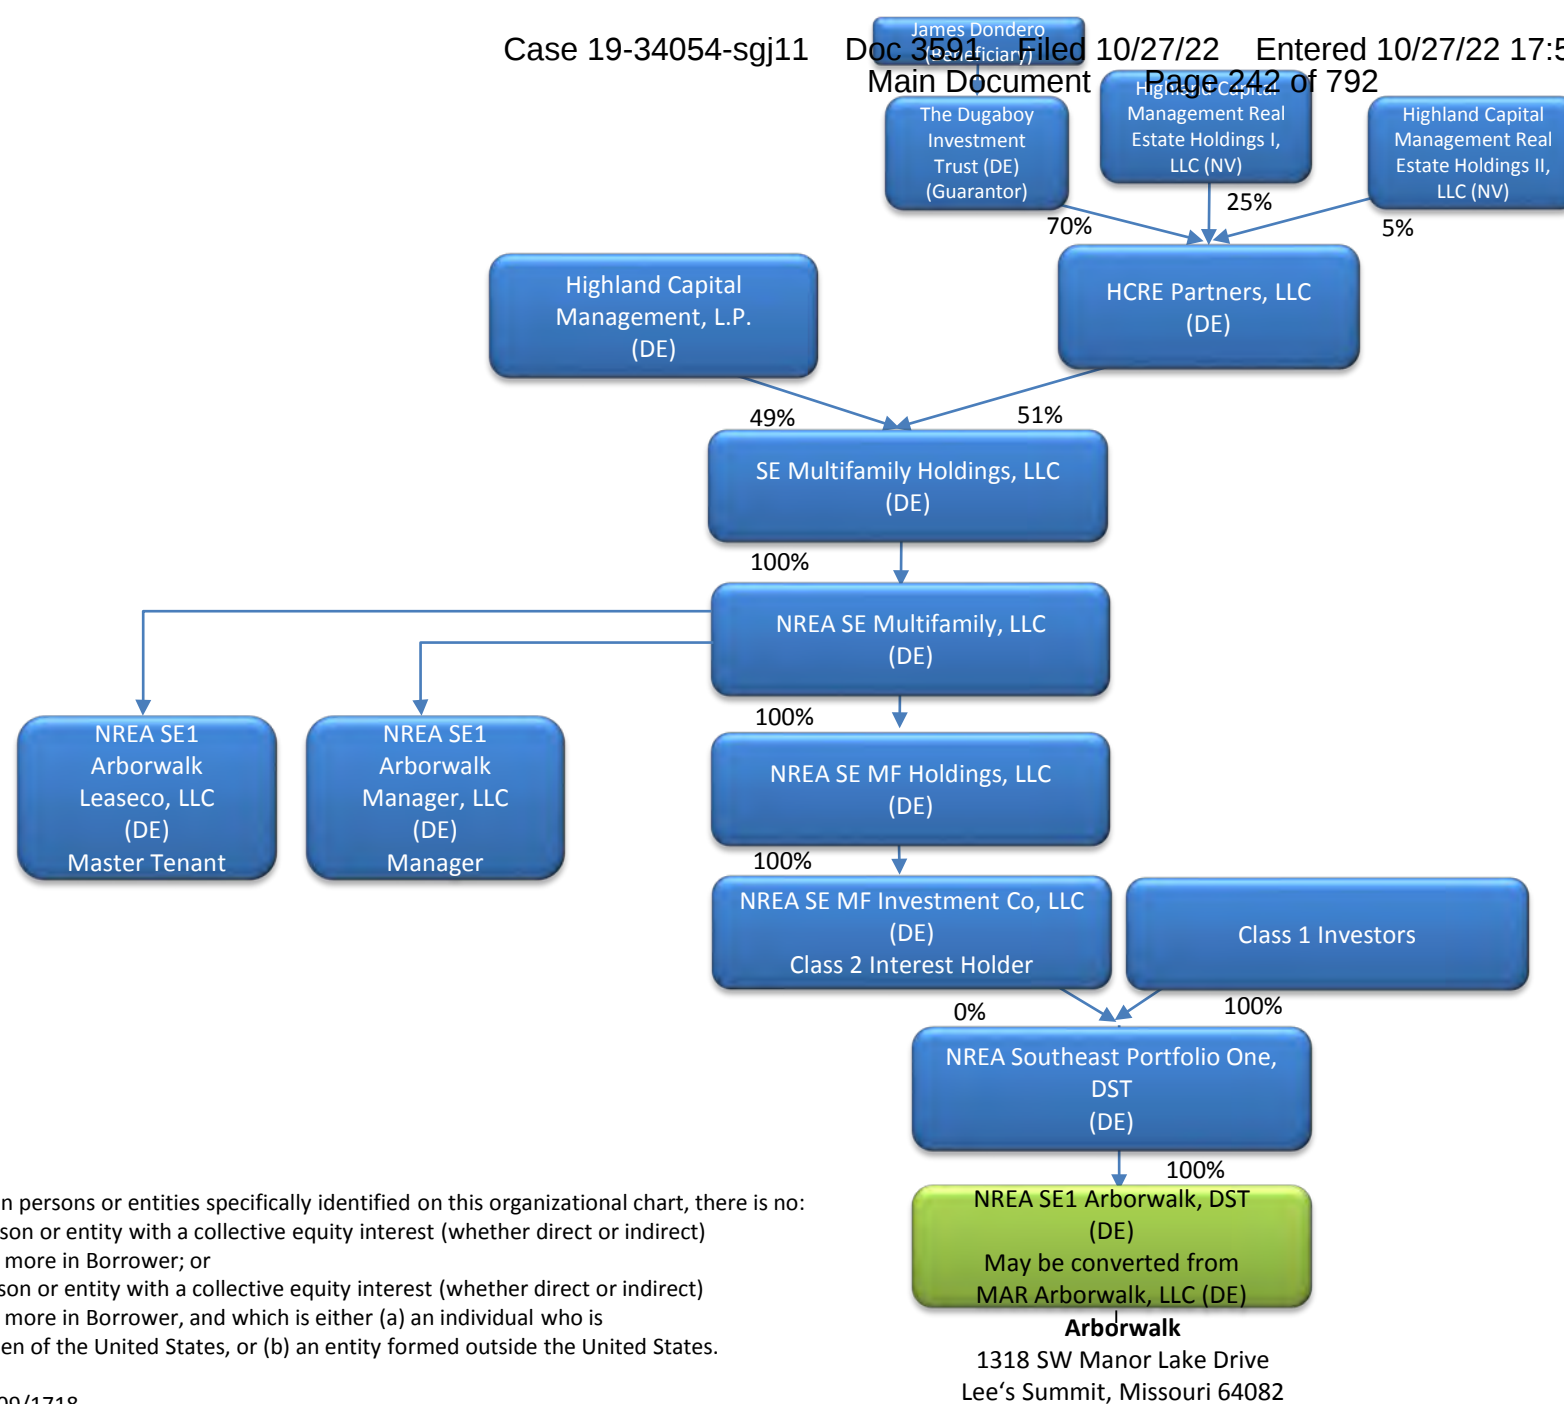 Case 19-34054-sgj11 Doc 3591 Filed 10/27/22 Entered 10/27/22 17:5
Main Document Page 242 of 792
James Dondero
(Beneficiary)
The Dugaboy
Investment
Trust (DE)
(Guarantor)
Highland Capital
Management Real
Estate Holdings I,
LLC (NV)
Highland Capital
Management Real
Estate Holdings II,
LLC (NV)
70%
25%
5%
Highland Capital
Management, L.P.
(DE)
HCRE Partners, LLC
(DE)
49%
51%
SE Multifamily Holdings, LLC
(DE)
100%
NREA SE Multifamily, LLC
(DE)
NREA SE1
Arborwalk
Leaseco, LLC
(DE)
Master Tenant
NREA SE1
Arborwalk
Manager, LLC
(DE)
Manager
100%
NREA SE MF Holdings, LLC
(DE)
100%
NREA SE MF Investment Co, LLC
(DE)
Class 2 Interest Holder
Class 1 Investors
0%
100%
NREA Southeast Portfolio One,
DST
(DE)
100%
NREA SE1 Arborwalk, DST
(DE)
May be converted from
MAR Arborwalk, LLC (DE)
Arborwalk
1318 SW Manor Lake Drive
Lee‘s Summit, Missouri 64082
n persons or entities specifically identified on this organizational chart, there is no:
son or entity with a collective equity interest (whether direct or indirect)
more in Borrower; or
son or entity with a collective equity interest (whether direct or indirect)
more in Borrower, and which is either (a) an individual who is
en of the United States, or (b) an entity formed outside the United States.